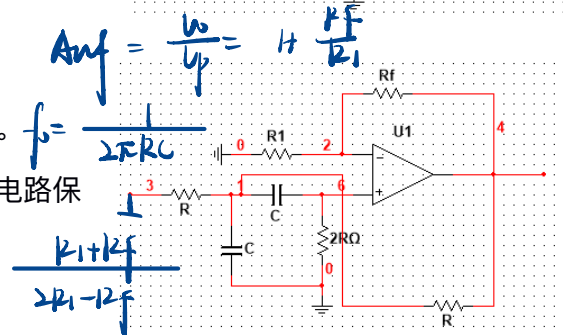 Auf = Uo/Up = 1 + Rf/R1
。 f0 = 1/2πRC
电路保
R1+Rf
2R1-Rf
Rf
4
U1
R1
0
2
3
R
1
C
6
C
2RΩ
0
R